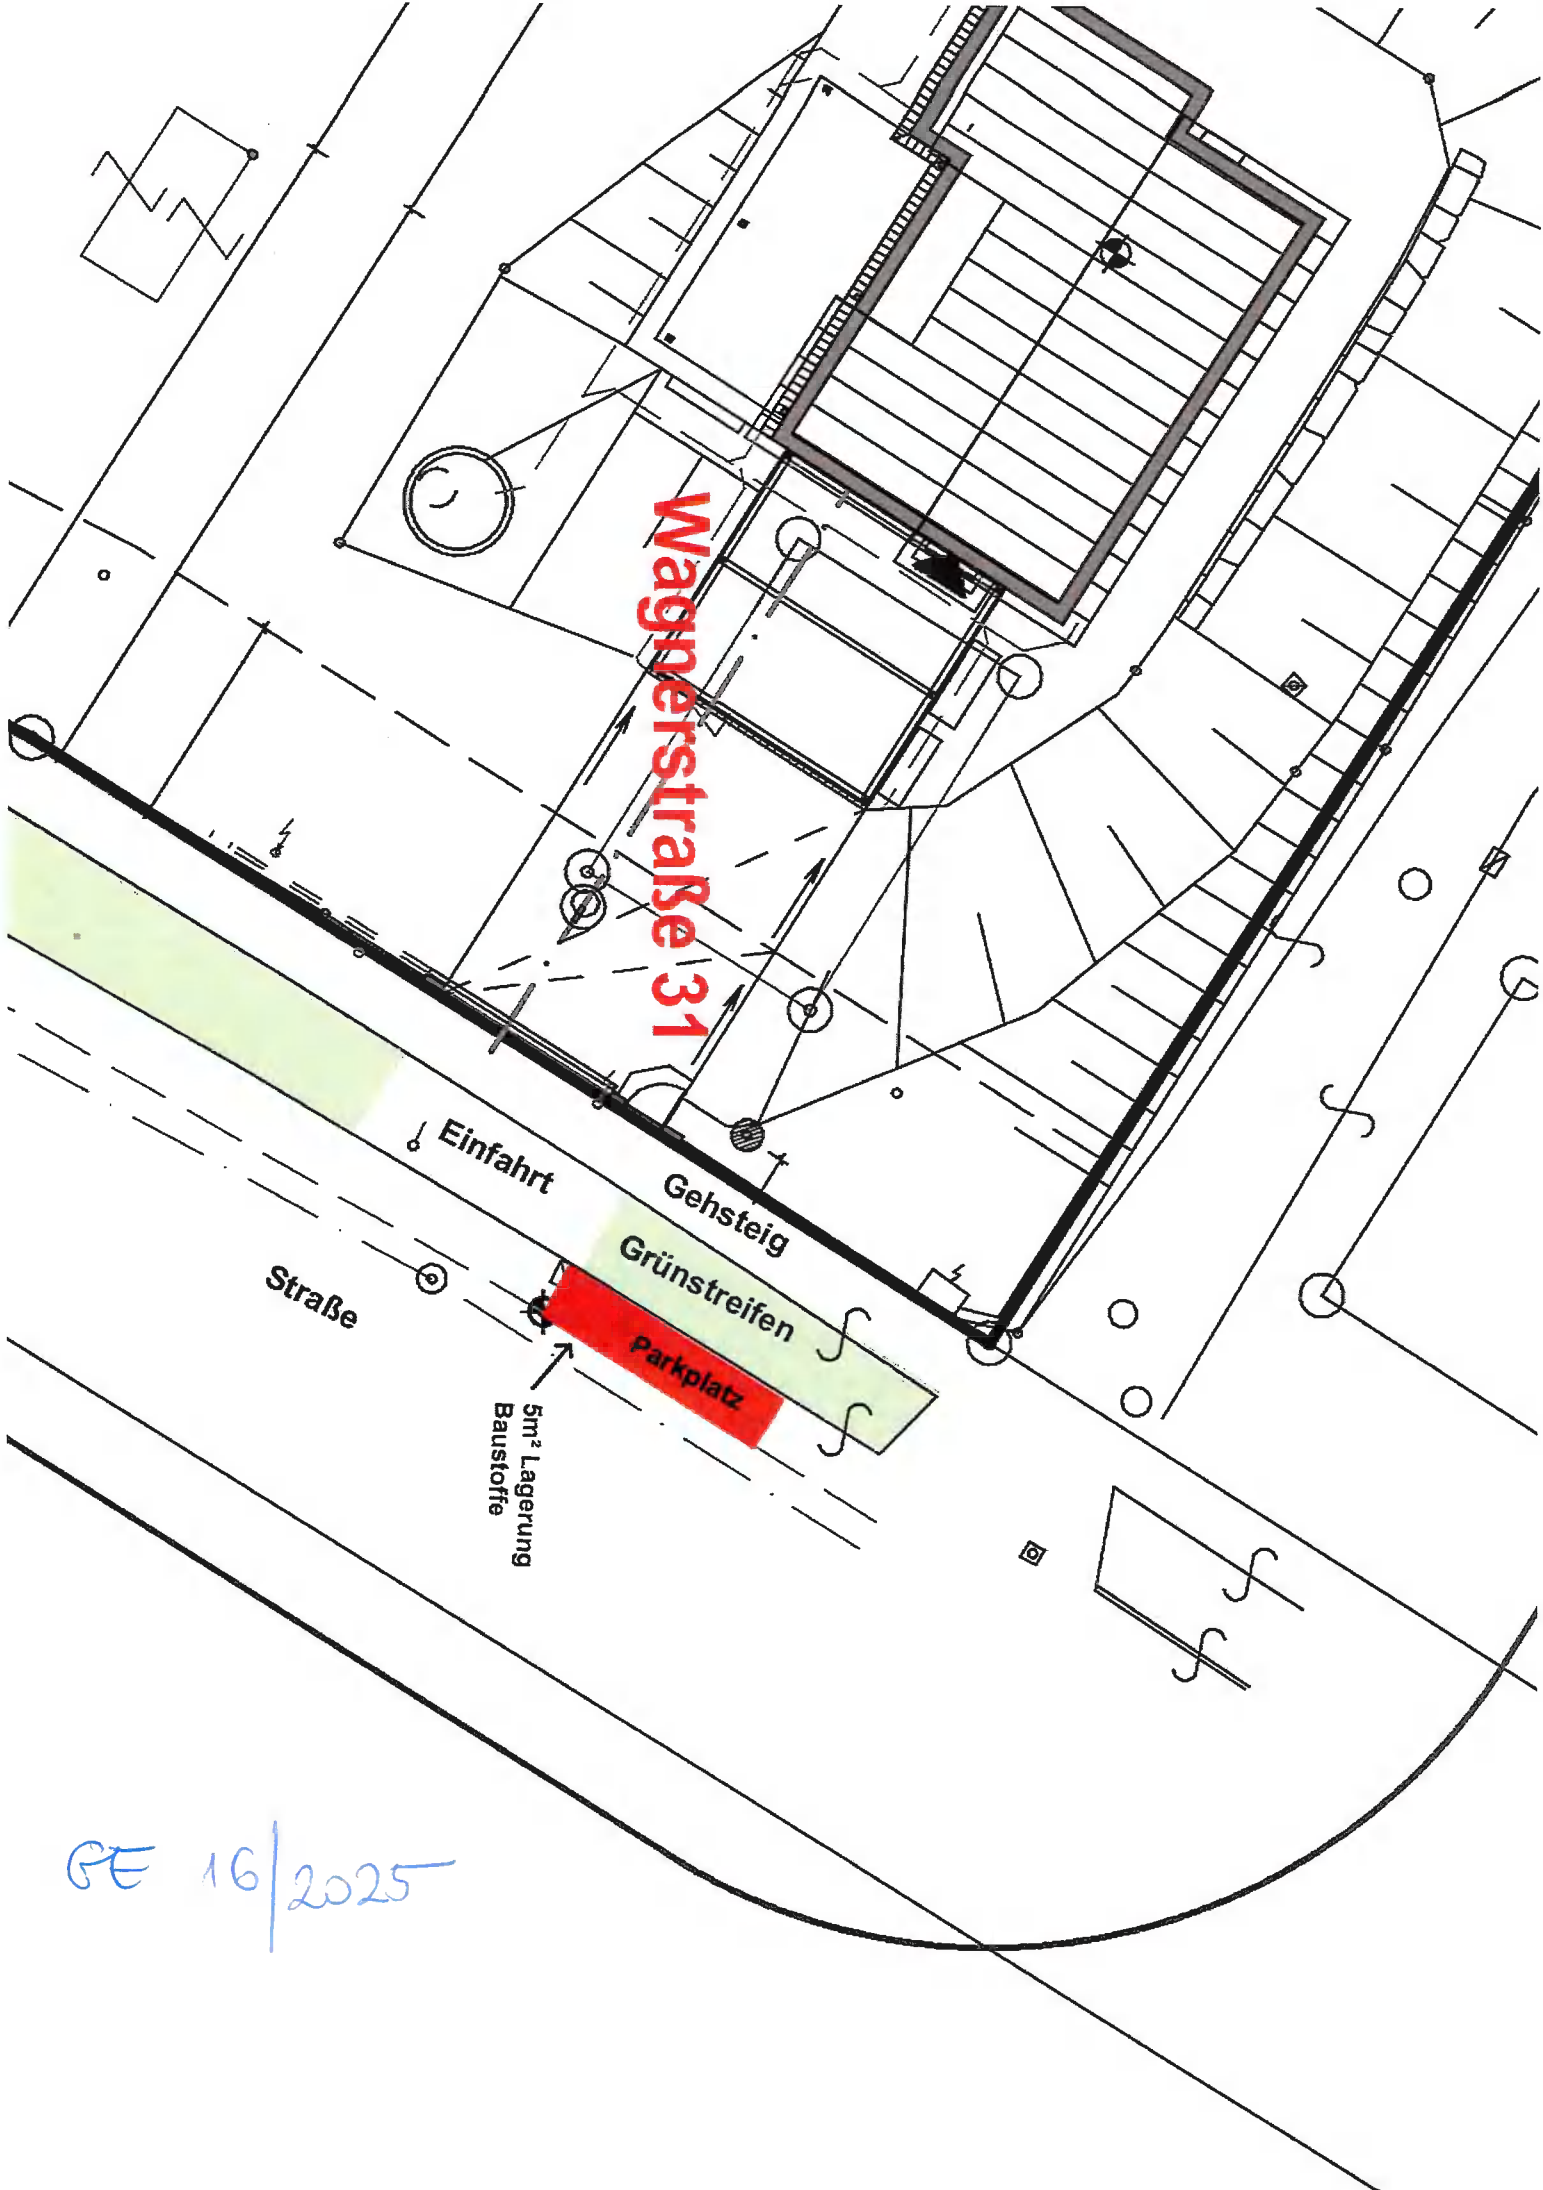 Wagnerstraße 31
Einfahrt
Gehsteig
Grünstreifen
Straße
Parkplatz
5m² Lagerung
Baustoffe
GE 16/2025